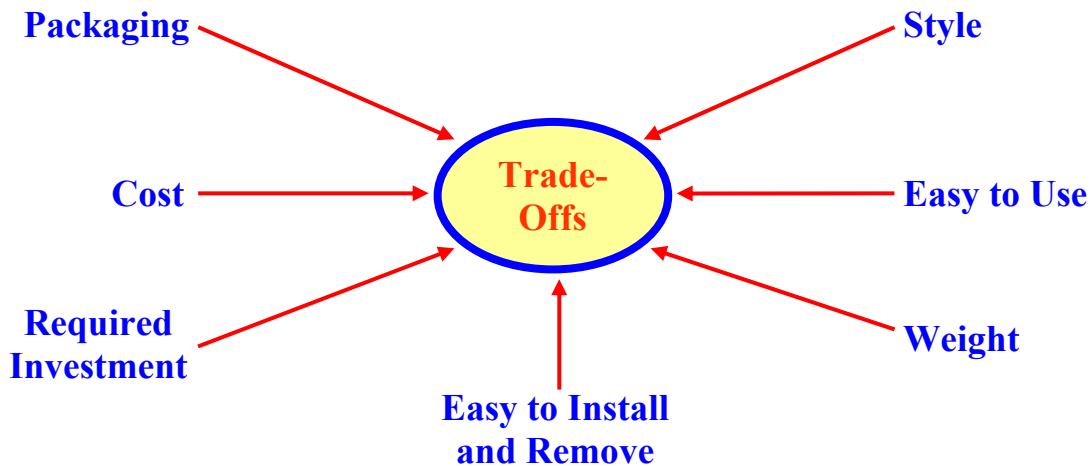 Packaging
Style
Trade-
Offs
Cost
Easy to Use
Required
Investment
Weight
Easy to Install
and Remove